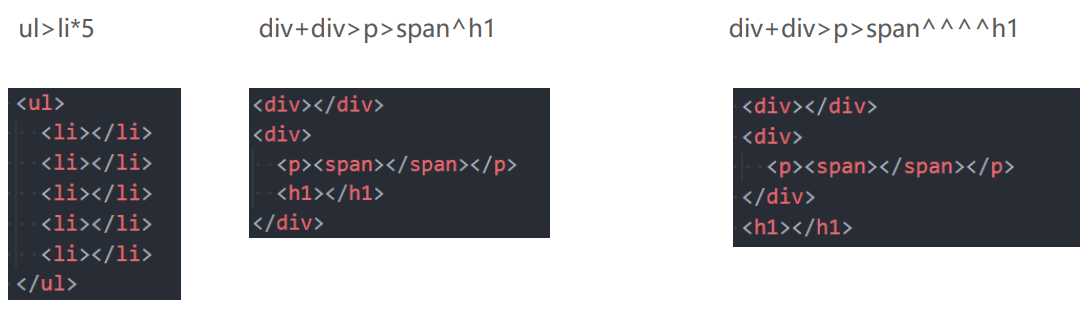 ul>li*5
<ul>
<li></li>
<li></li>
<li></li>
<li></li>
<li></li>
</ul>
div+div>p>span^h1
<div></div>
<div>
<p><span></span></p>
<h1></h1>
</div>
div+div>p>span^^^^h1
<div></div>
<div>
<p><span></span></p>
</div>
<h1></h1>